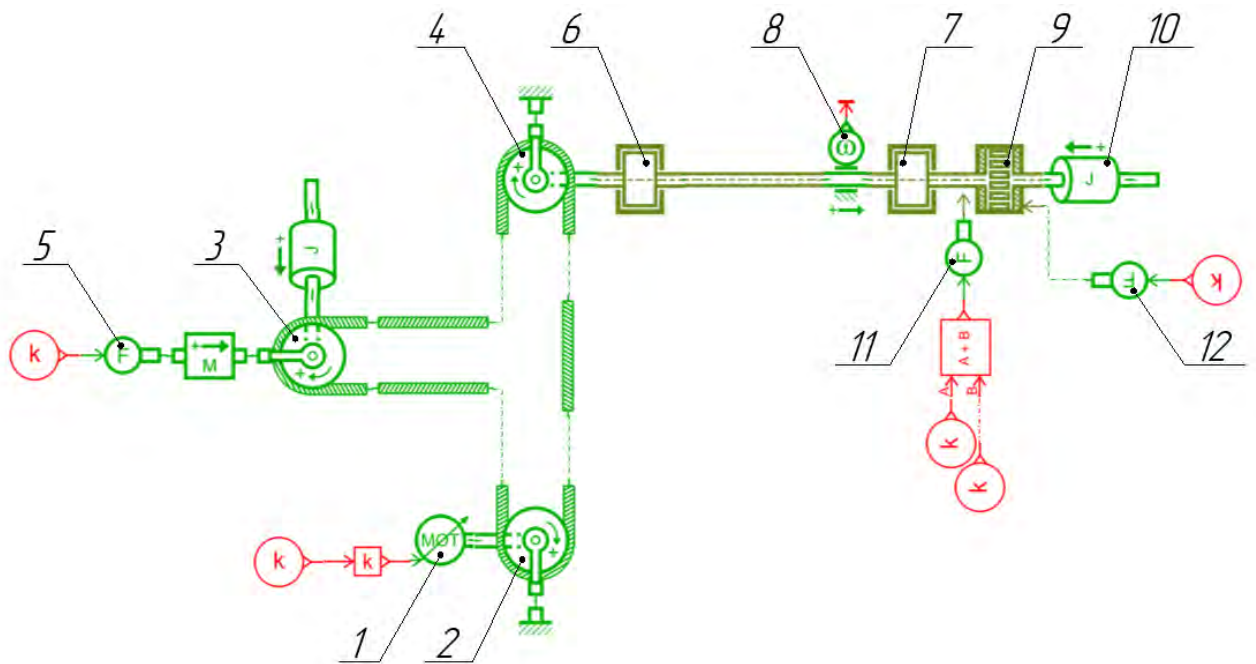 4 6 8 7 9 10
ω
J
5 3
J
F
k F M
11 12
F k
A + B
A B
k
k
k k MOT
1 2
+ + + + + + +